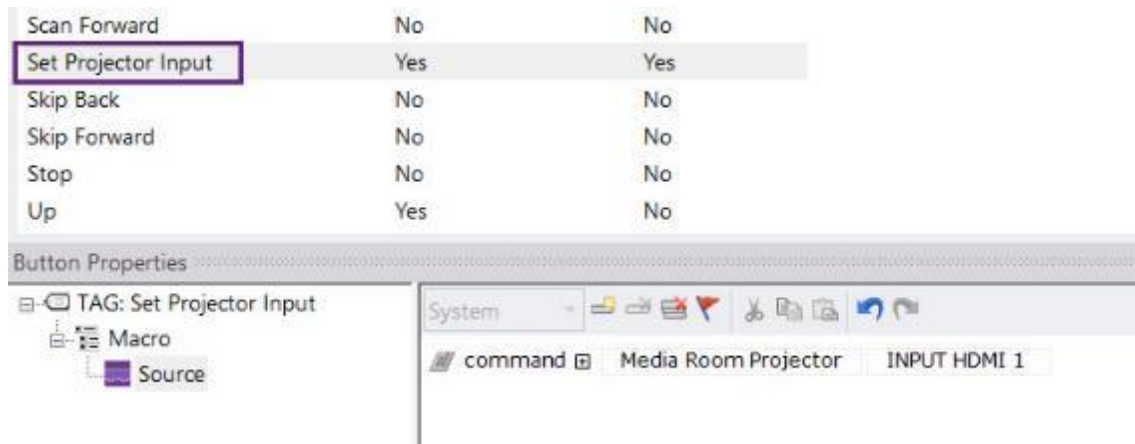 Scan Forward No No
Set Projector Input Yes Yes
Skip Back No No
Skip Forward No No
Stop No No
Up Yes No
Button Properties
TAG: Set Projector Input
Macro
Source
System
command Media Room Projector INPUT HDMI 1